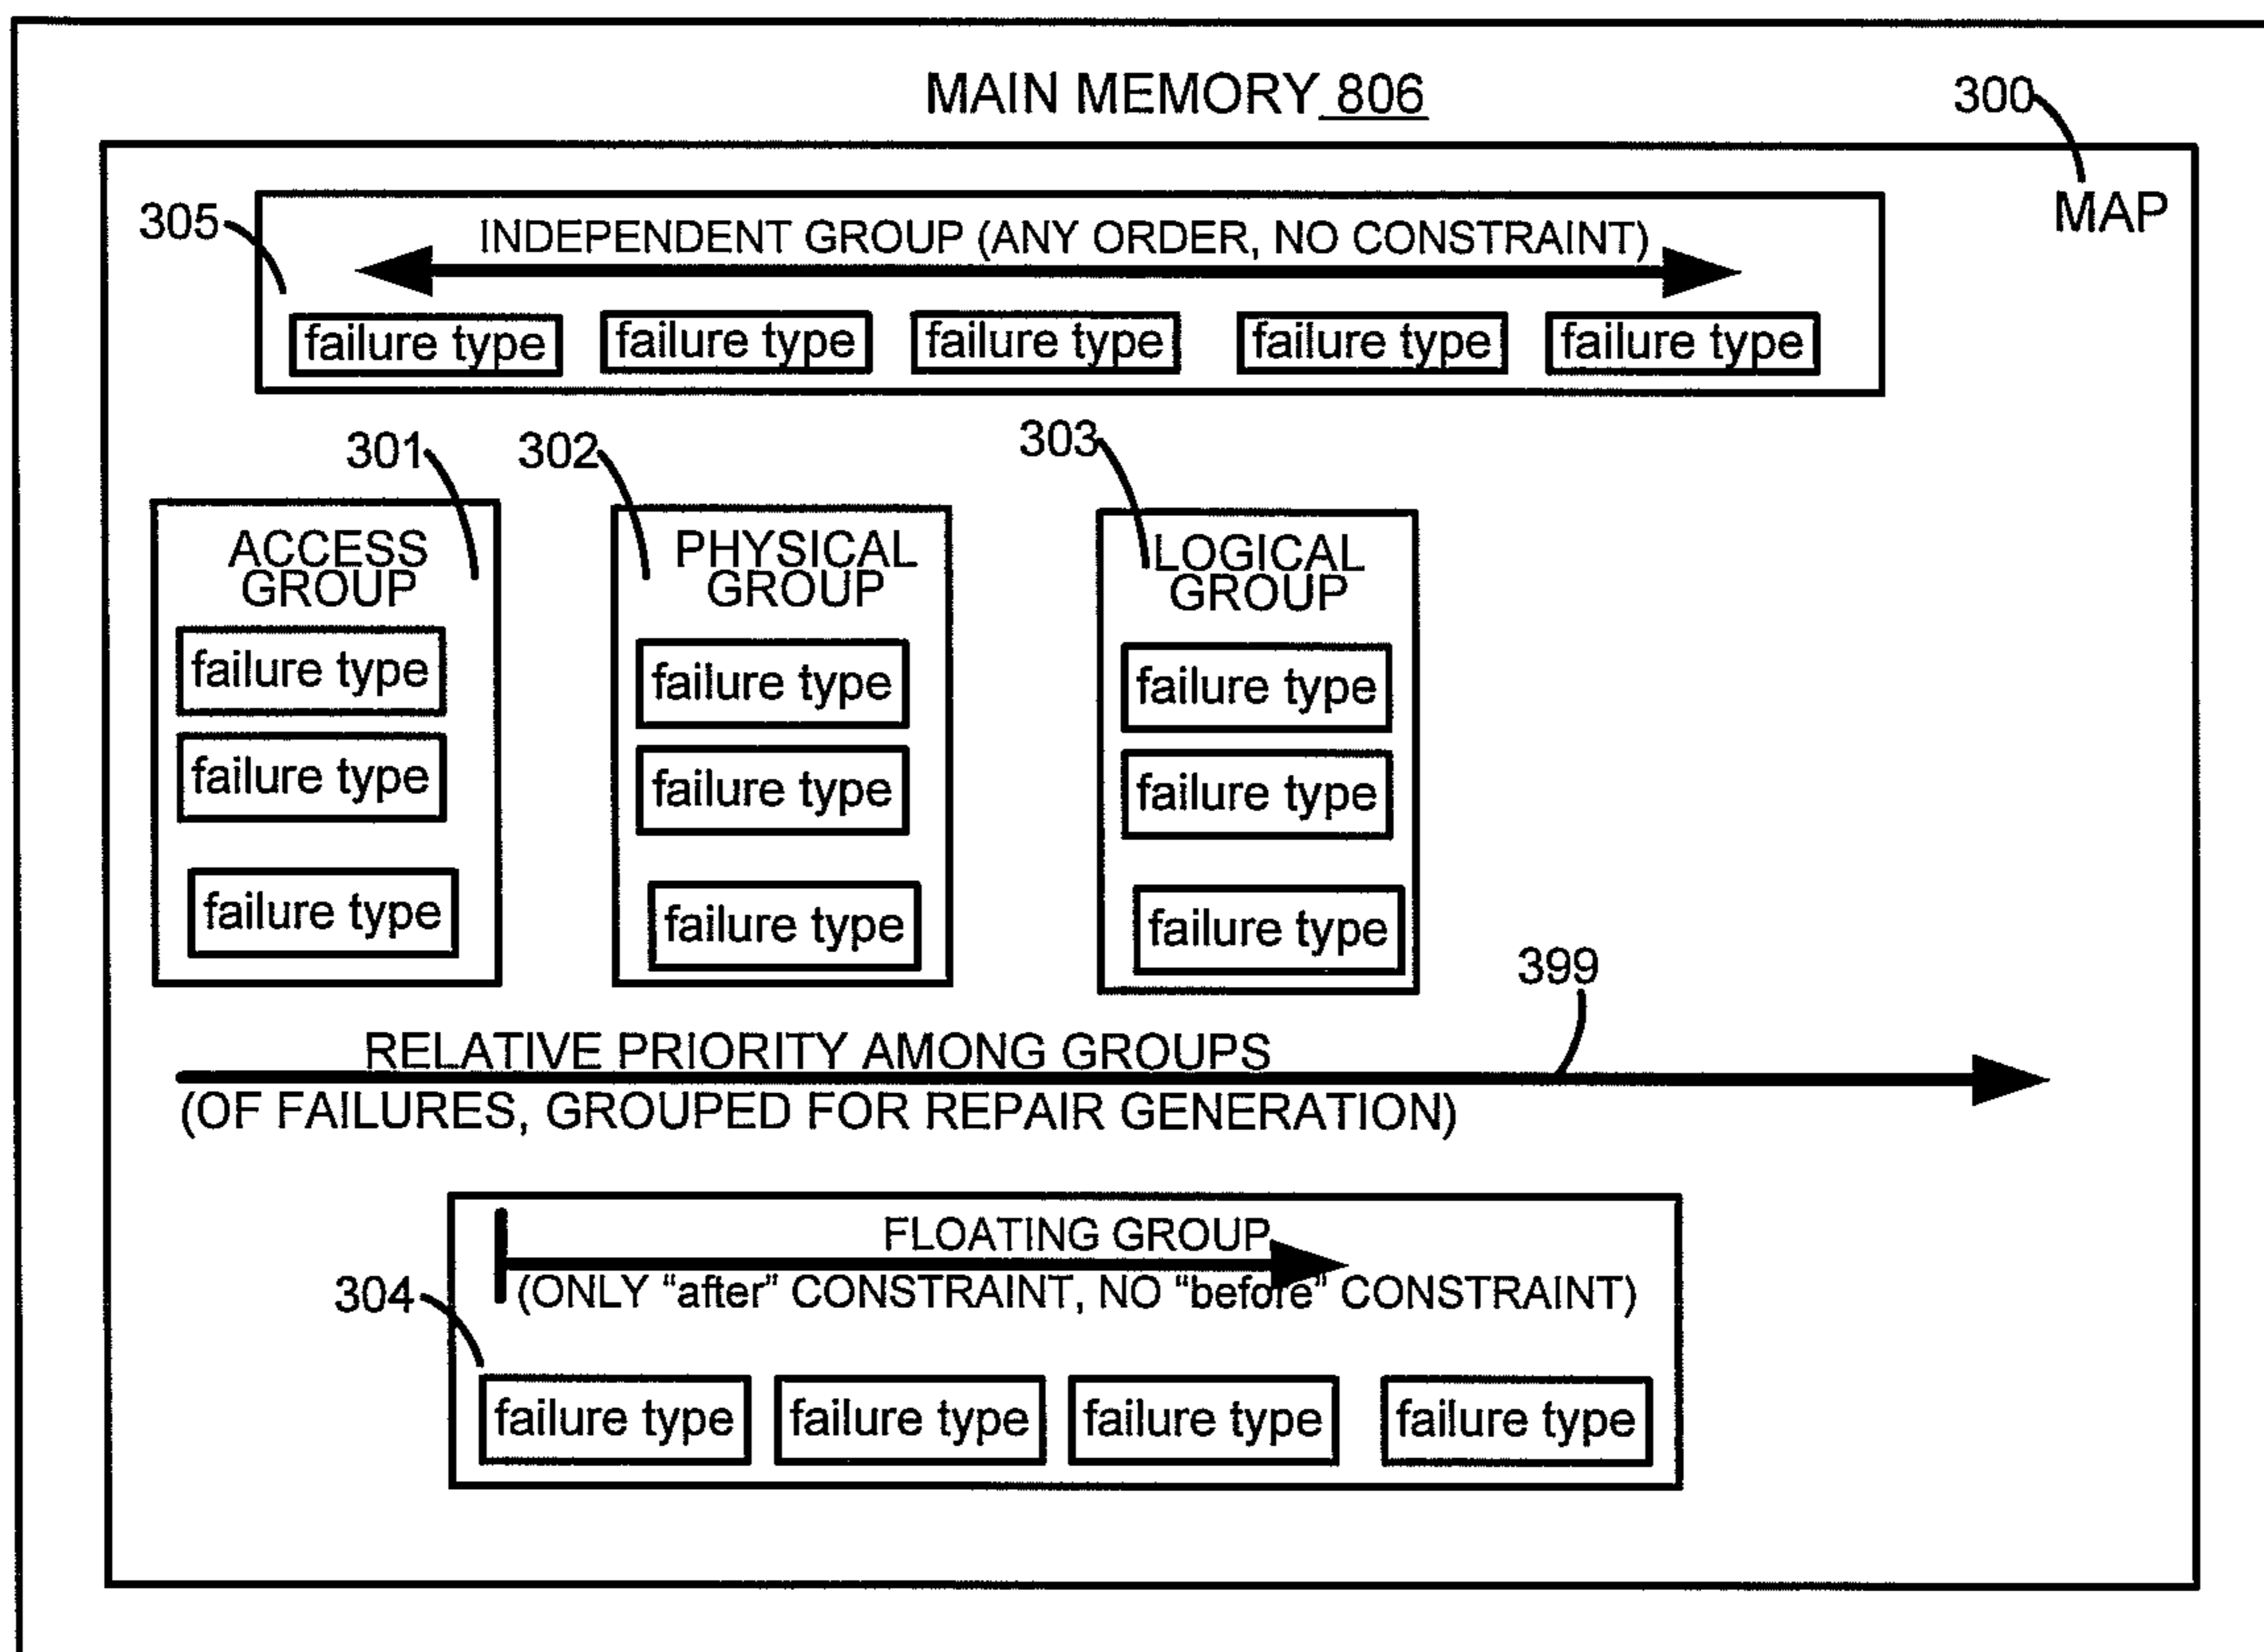 MAIN MEMORY 806
300
MAP
305
INDEPENDENT GROUP (ANY ORDER, NO CONSTRAINT)
failure type failure type failure type failure type failure type
301 302 303
ACCESS
GROUP
failure type
failure type
failure type
PHYSICAL
GROUP
failure type
failure type
failure type
LOGICAL
GROUP
failure type
failure type
failure type
399
RELATIVE PRIORITY AMONG GROUPS
(OF FAILURES, GROUPED FOR REPAIR GENERATION)
FLOATING GROUP
304
(ONLY “after” CONSTRAINT, NO “before” CONSTRAINT)
failure type failure type failure type failure type